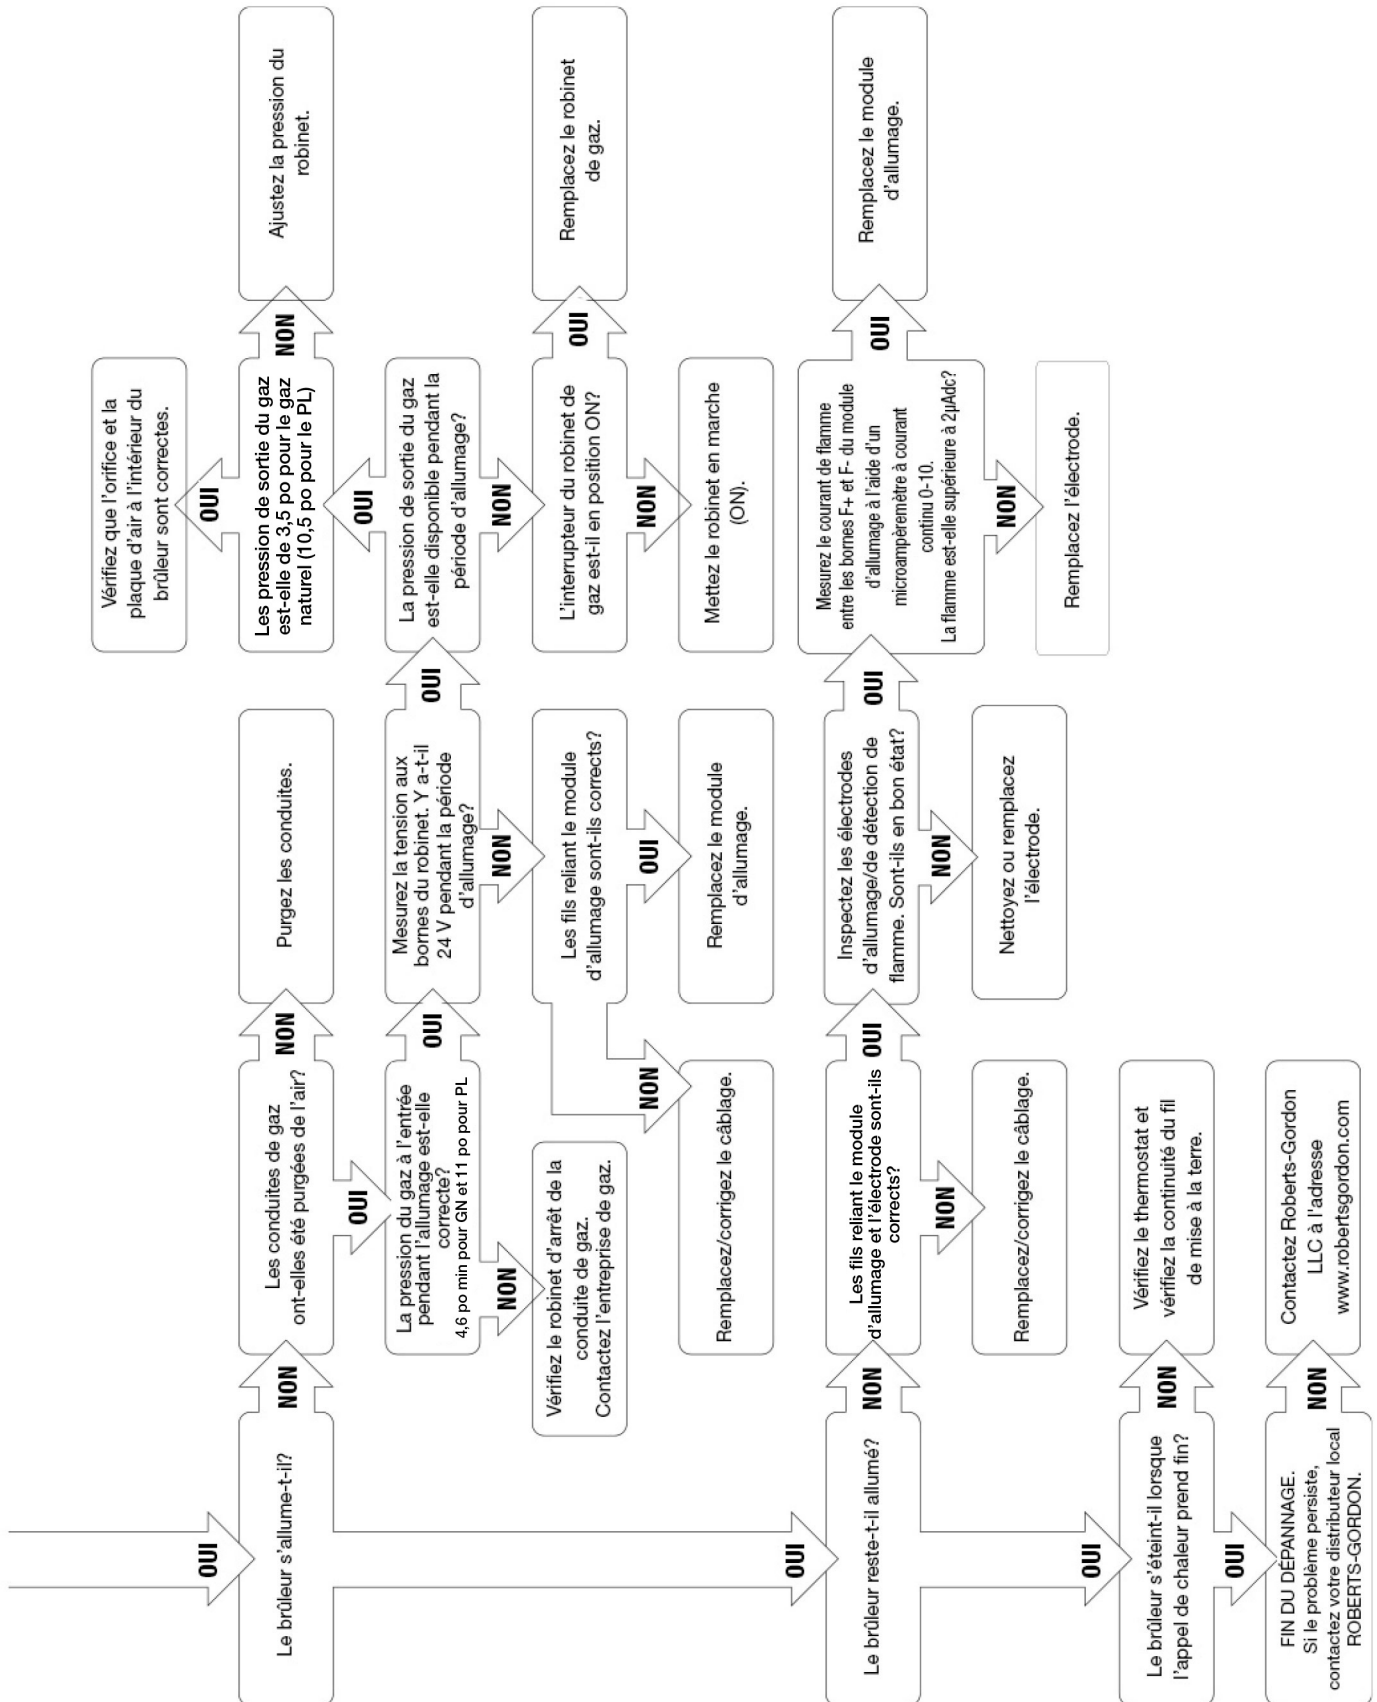 OUI
Le brûleur s'allume-t-il?
NON
Les conduites de gaz
ont-elles été purgées de l'air?
NON
Purgez les conduites.
OUI
La pression du gaz à l'entrée
pendant l'allumage est-elle
correcte?
4,6 po min pour GN et 11 po pour PL
NON
Vérifiez le robinet d'arrêt de la
conduite de gaz.
Contactez l'entreprise de gaz.
OUI
Mesurez la tension aux
bornes du robinet. Y a-t-il
24 V pendant la période
d'allumage?
NON
Les fils reliant le module
d'allumage sont-ils corrects?
NON
Remplacez/corrigez le câblage.
OUI
Remplacez le module
d'allumage.
OUI
La pression de sortie du gaz
est-elle disponible pendant la
période d'allumage?
OUI
Les pression de sortie du gaz
est-elle de 3,5 po pour le gaz
naturel (10,5 po pour le PL)
OUI
Vérifiez que l'orifice et la
plaque d'air à l'intérieur du
brûleur sont correctes.
NON
Ajustez la pression du
robinet.
NON
L'interrupteur du robinet de
gaz est-il en position ON?
OUI
Remplacez le robinet
de gaz.
NON
Mettez le robinet en marche
(ON).
OUI
Le brûleur reste-t-il allumé?
NON
Les fils reliant le module
d'allumage et l'électrode sont-ils
corrects?
NON
Remplacez/corrigez le câblage.
OUI
Inspectez les électrodes
d'allumage/de détection de
flamme. Sont-ils en bon état?
NON
Nettoyez ou remplacez
l'électrode.
OUI
Mesurez le courant de flamme
entre les bornes F+ et F- du module
d'allumage à l'aide d'un
microampèremètre à courant
continu 0-10.
La flamme est-elle supérieure à 2µAdc?
OUI
Remplacez le module
d'allumage.
NON
Remplacez l'électrode.
OUI
Le brûleur s'éteint-il lorsque
l'appel de chaleur prend fin?
NON
Vérifiez le thermostat et
vérifiez la continuité du fil
de mise à la terre.
OUI
FIN DU DÉPANNAGE.
Si le problème persiste,
contactez votre distributeur local
ROBERTS-GORDON.
NON
Contactez Roberts-Gordon
LLC à l'adresse
www.robertsgordon.com